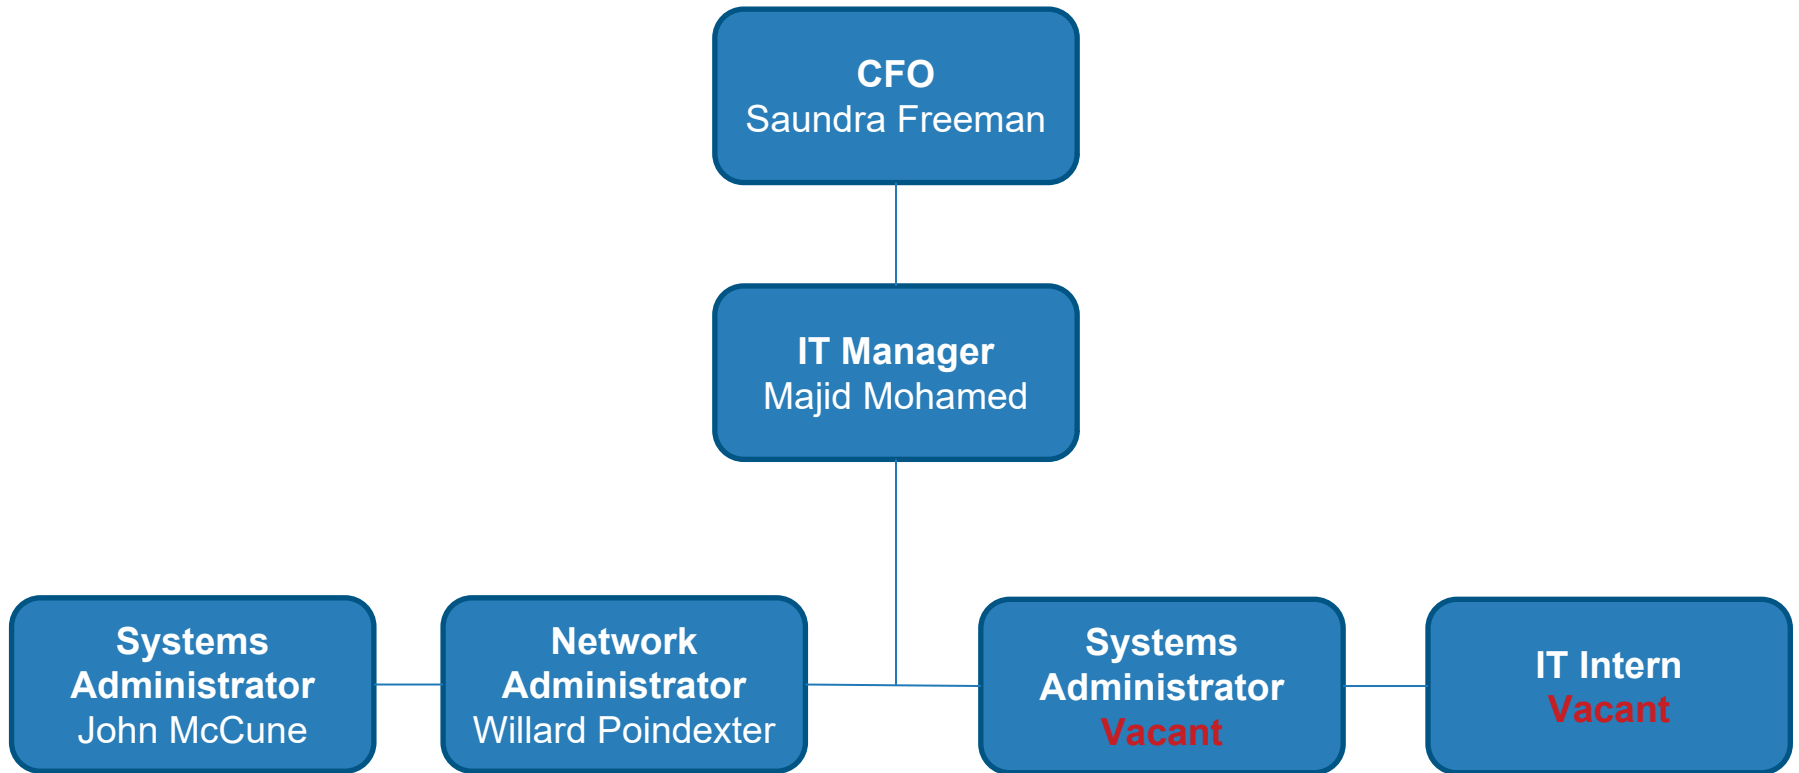 CFO
Saundra Freeman
IT Manager
Majid Mohamed
Systems
Administrator
John McCune
Network
Administrator
Willard Poindexter
Systems
Administrator
Vacant
IT Intern
Vacant